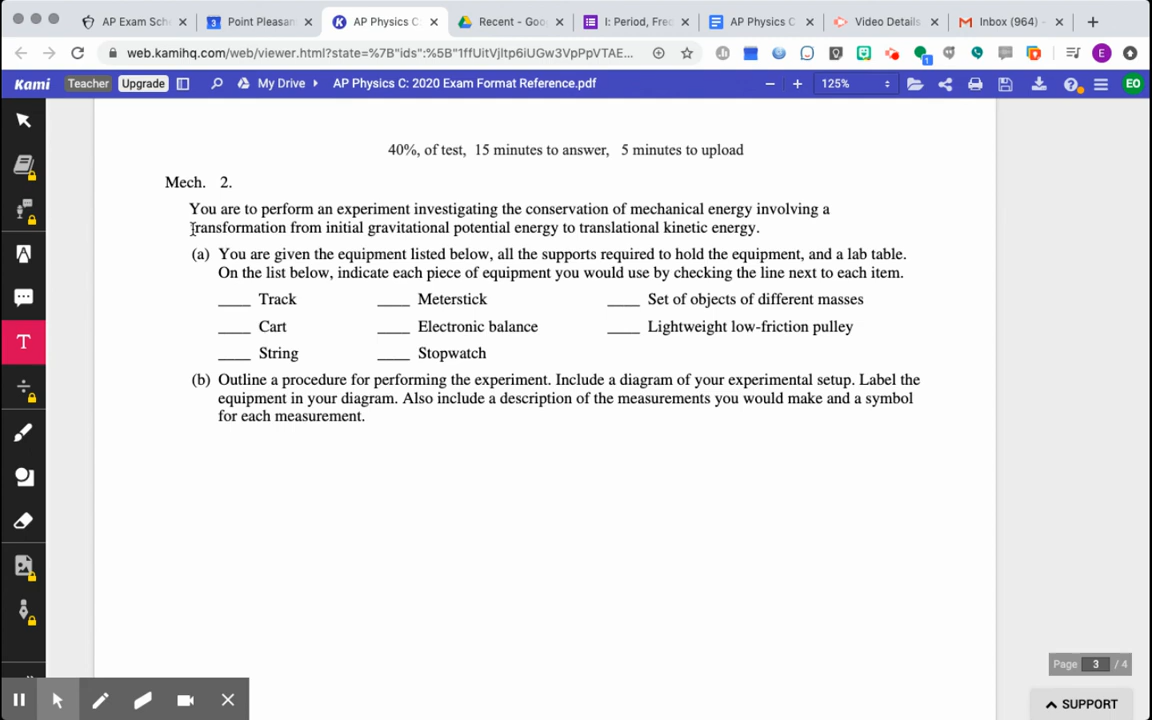 AP Exam Sche
Point Pleasan
AP Physics C:
Recent - Goo
I: Period, Fre
AP Physics C
Video Details
Inbox (964) -
web.kamihq.com/web/viewer.html?state=%7B"ids":%5B"1ffUitVjltp6iUGw3VpPpVTAE...
Kami Teacher Upgrade My Drive AP Physics C: 2020 Exam Format Reference.pdf 125% EO
40%, of test, 15 minutes to answer, 5 minutes to upload
Mech. 2.
You are to perform an experiment investigating the conservation of mechanical energy involving a
transformation from initial gravitational potential energy to translational kinetic energy.
(a) You are given the equipment listed below, all the supports required to hold the equipment, and a lab table.
On the list below, indicate each piece of equipment you would use by checking the line next to each item.
____ Track ____ Meterstick ____ Set of objects of different masses
____ Cart ____ Electronic balance ____ Lightweight low-friction pulley
____ String ____ Stopwatch
(b) Outline a procedure for performing the experiment. Include a diagram of your experimental setup. Label the
equipment in your diagram. Also include a description of the measurements you would make and a symbol
for each measurement.
Page 3 / 4
SUPPORT